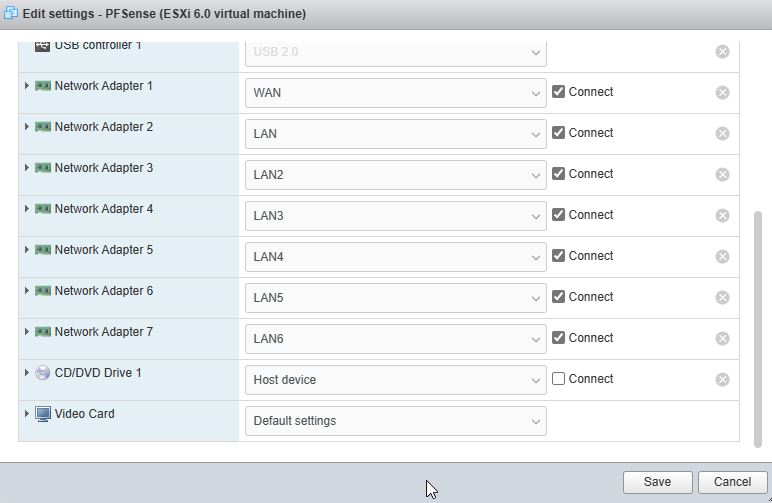 Edit settings - PFSense (ESXi 6.0 virtual machine)
USB controller 1 USB 2.0
Network Adapter 1 WAN Connect
Network Adapter 2 LAN Connect
Network Adapter 3 LAN2 Connect
Network Adapter 4 LAN3 Connect
Network Adapter 5 LAN4 Connect
Network Adapter 6 LAN5 Connect
Network Adapter 7 LAN6 Connect
CD/DVD Drive 1 Host device Connect
Video Card Default settings
Save Cancel